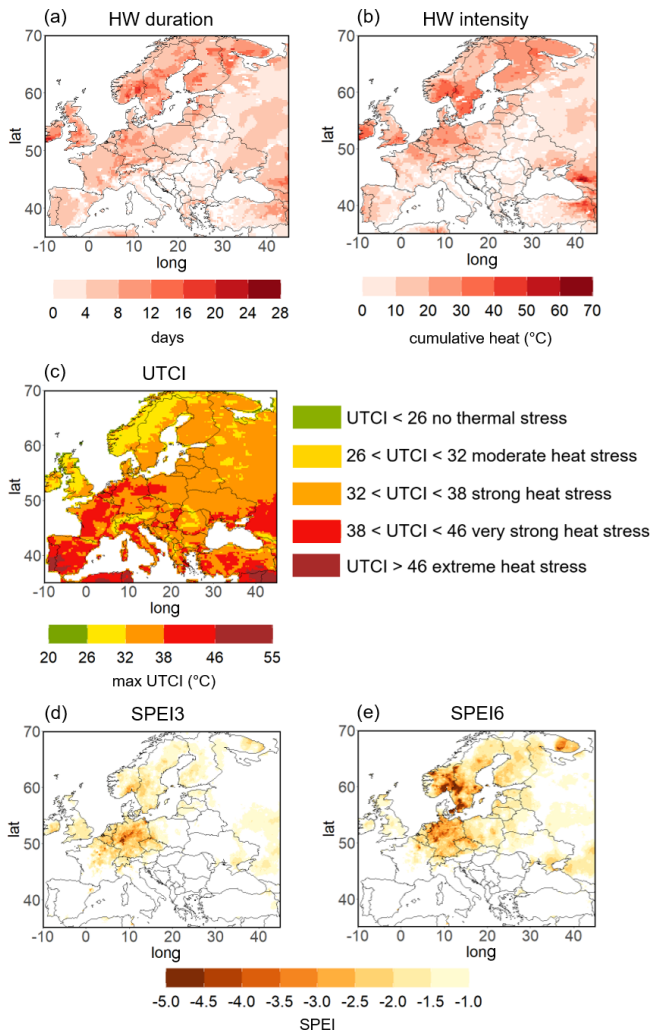 (a) HW duration
70
60
lat
50
40
-10 0 10 20 30 40
long
0 4 8 12 16 20 24 28
days
(b) HW intensity
70
60
lat
50
40
-10 0 10 20 30 40
long
0 10 20 30 40 50 60 70
cumulative heat (°C)
(c) UTCI
70
60
lat
50
40
-10 0 10 20 30 40
long
20 26 32 38 46 55
max UTCI (°C)
UTCI < 26 no thermal stress
26 < UTCI < 32 moderate heat stress
32 < UTCI < 38 strong heat stress
38 < UTCI < 46 very strong heat stress
UTCI > 46 extreme heat stress
(d) SPEI3
70
60
lat
50
40
-10 0 10 20 30 40
long
(e) SPEI6
70
60
lat
50
40
-10 0 10 20 30 40
long
-5.0 -4.5 -4.0 -3.5 -3.0 -2.5 -2.0 -1.5 -1.0
SPEI